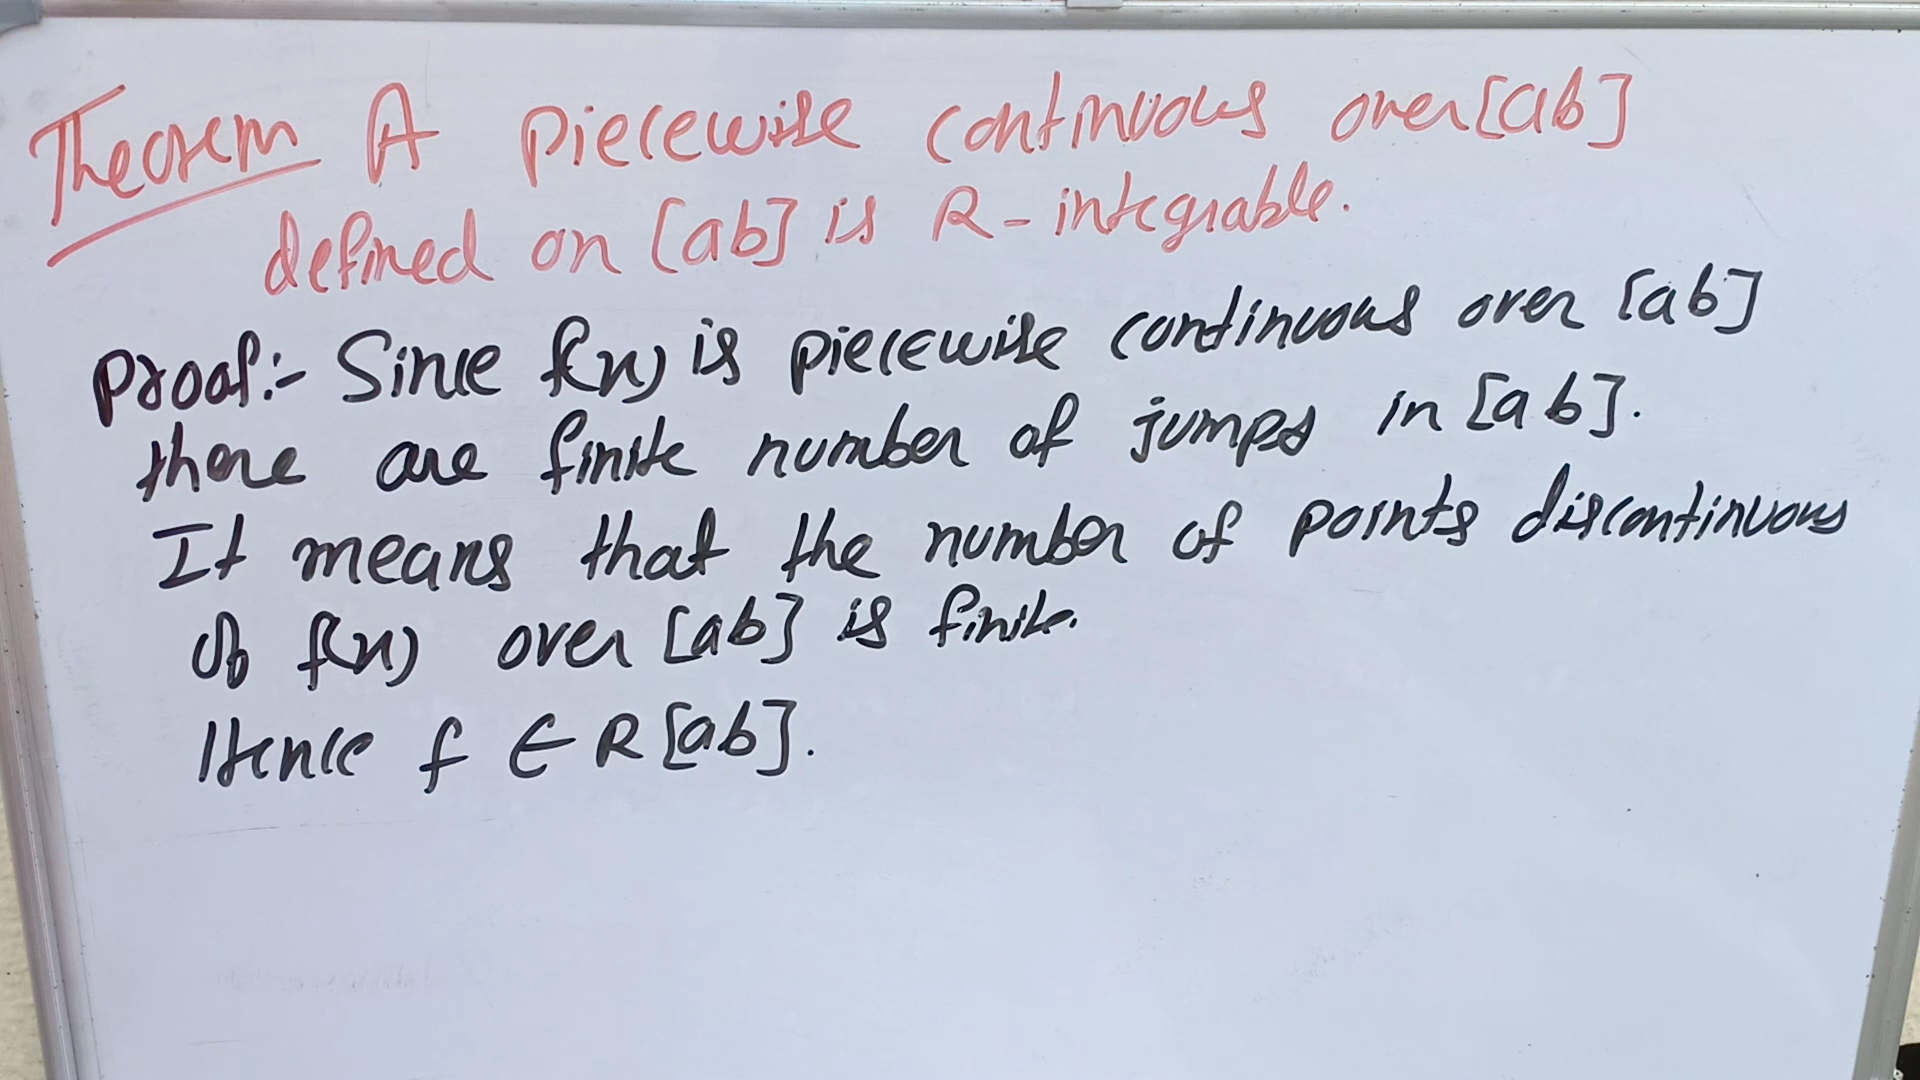 Theorem A piecewise continuous over [ab]
defined on [ab] is R-integrable.
Proof:- Since f(x) is piecewise continuous over [ab]
there are finite number of jumps in [ab].
It means that the number of points discontinuous
of f(x) over [ab] is finite.
Hence f ∈ R[ab].